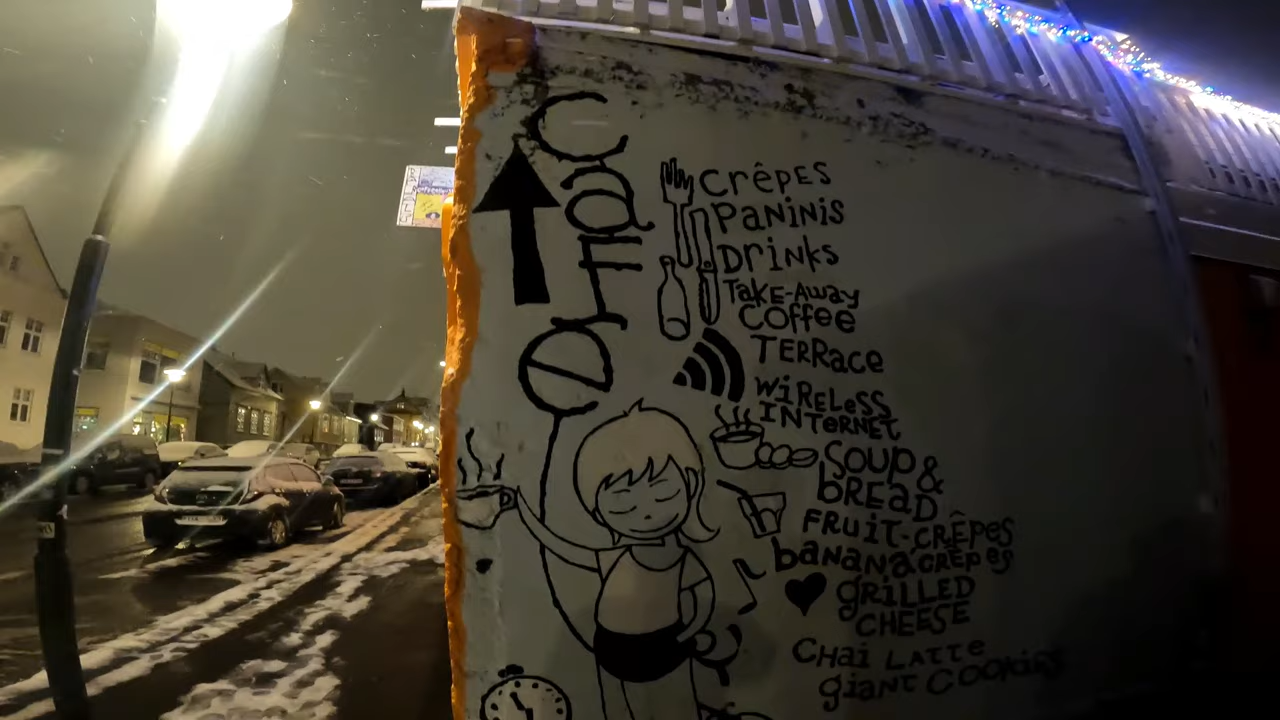 Café
Crêpes
Paninis
Drinks
Take-Away
Coffee
Terrace
Wireless
Internet
Soup &
Bread
Fruit-Crêpes
Banana Crêpes
Grilled
Cheese
Chai Latte
Giant Cookies